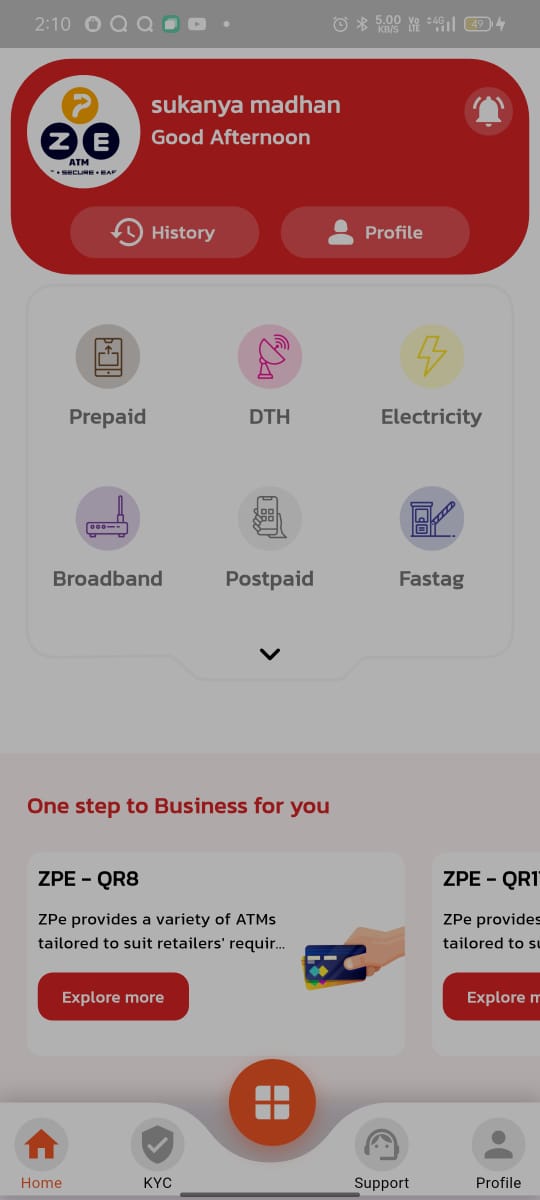 2:10
5.00
KB/S
Vo
LTE
4G
49
sukanya madhan
Good Afternoon
Z E
ATM
SECURE
History
Profile
Prepaid
DTH
Electricity
Broadband
Postpaid
Fastag
One step to Business for you
ZPE - QR8
ZPe provides a variety of ATMs
tailored to suit retailers' requir...
Explore more
ZPE - QR1
ZPe provides
tailored to su
Explore m
Home
KYC
Support
Profile